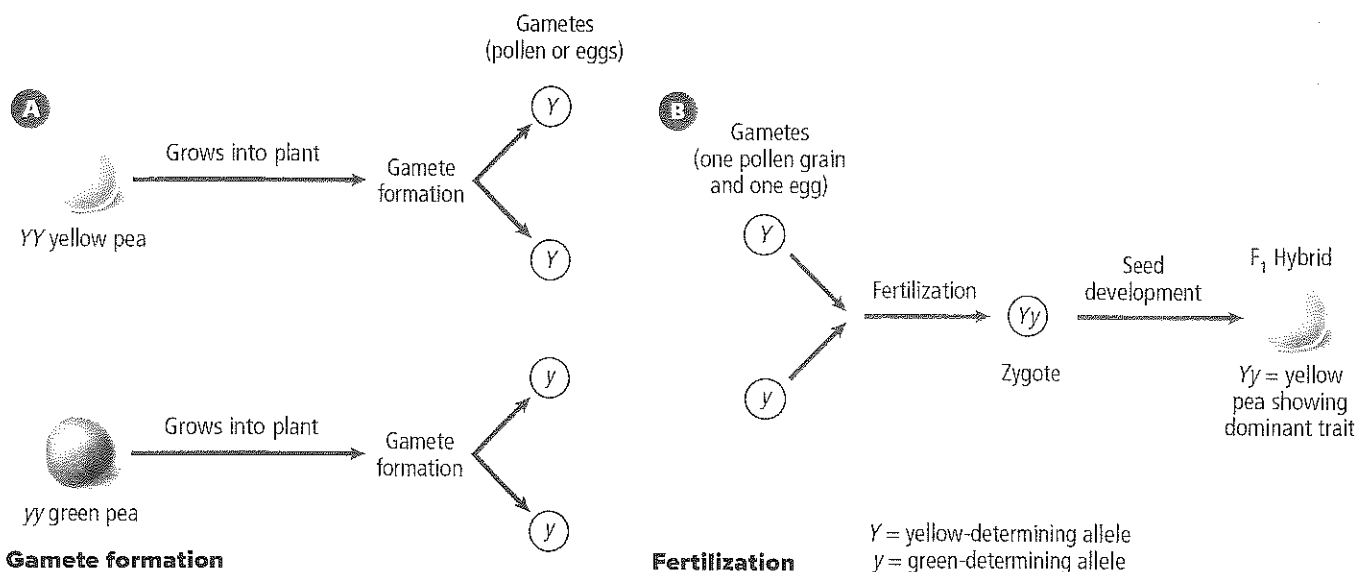 A
Gametes
(pollen or eggs)
Y
Grows into plant
Gamete
formation
YY yellow pea
Y
y
Grows into plant
Gamete
formation
yy green pea
y
Gamete formation
B
Gametes
(one pollen grain
and one egg)
Y
Fertilization
Yy
Seed
development
F₁ Hybrid
y
Zygote
Yy = yellow
pea showing
dominant trait
Fertilization
Y = yellow-determining allele
y = green-determining allele